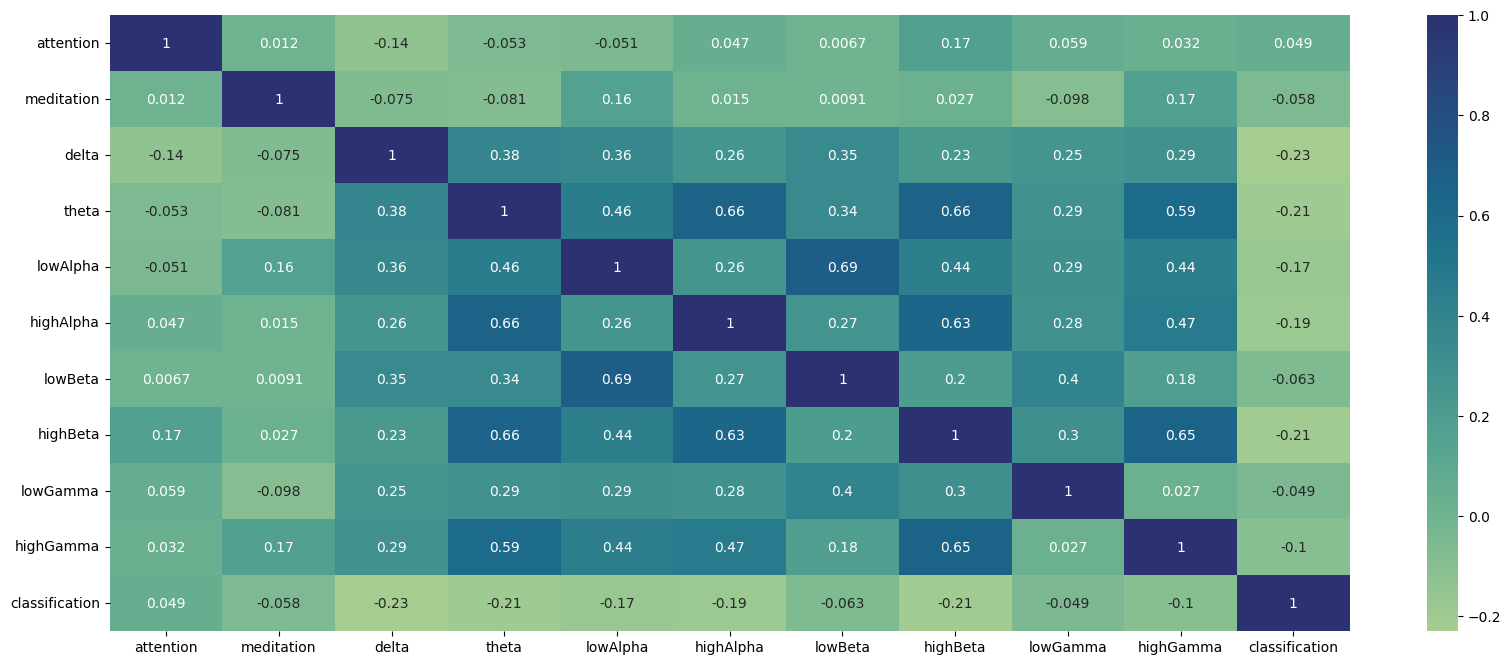 attention 1 0.012 -0.14 -0.053 -0.051 0.047 0.0067 0.17 0.059 0.032 0.049
meditation 0.012 1 -0.075 -0.081 0.16 0.015 0.0091 0.027 -0.098 0.17 -0.058
delta -0.14 -0.075 1 0.38 0.36 0.26 0.35 0.23 0.25 0.29 -0.23
theta -0.053 -0.081 0.38 1 0.46 0.66 0.34 0.66 0.29 0.59 -0.21
lowAlpha -0.051 0.16 0.36 0.46 1 0.26 0.69 0.44 0.29 0.44 -0.17
highAlpha 0.047 0.015 0.26 0.66 0.26 1 0.27 0.63 0.28 0.47 -0.19
lowBeta 0.0067 0.0091 0.35 0.34 0.69 0.27 1 0.2 0.4 0.18 -0.063
highBeta 0.17 0.027 0.23 0.66 0.44 0.63 0.2 1 0.3 0.65 -0.21
lowGamma 0.059 -0.098 0.25 0.29 0.29 0.28 0.4 0.3 1 0.027 -0.049
highGamma 0.032 0.17 0.29 0.59 0.44 0.47 0.18 0.65 0.027 1 -0.1
classification 0.049 -0.058 -0.23 -0.21 -0.17 -0.19 -0.063 -0.21 -0.049 -0.1 1
attention meditation delta theta lowAlpha highAlpha lowBeta highBeta lowGamma highGamma classification
1.0
0.8
0.6
0.4
0.2
0.0
−0.2